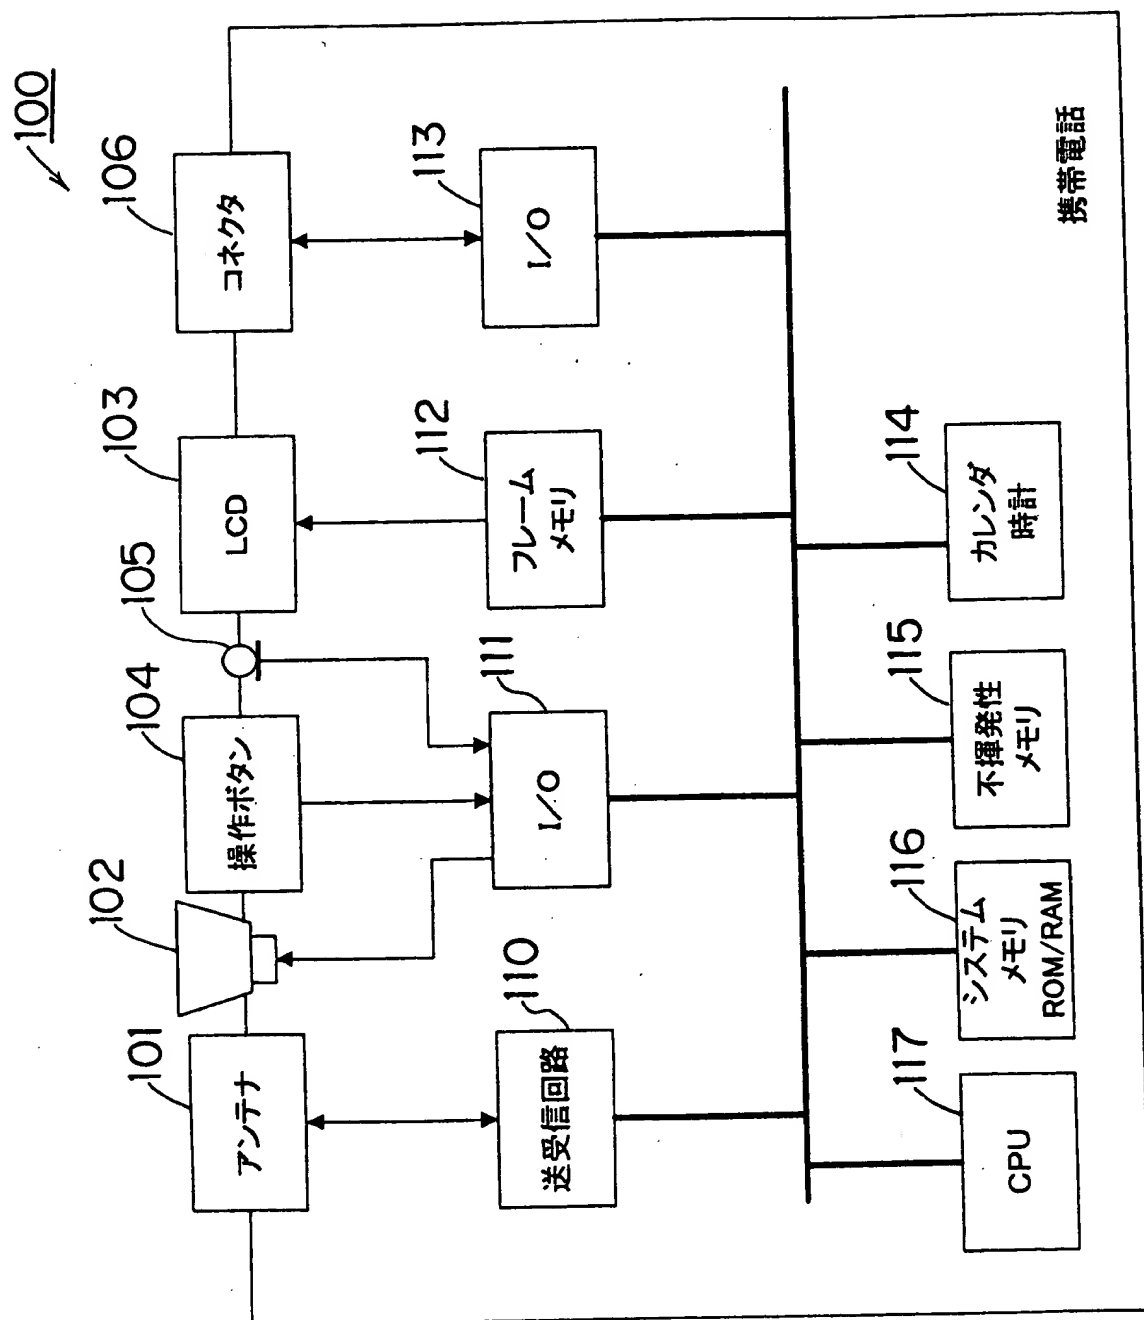 100
101
102
104
105
103
106
アンテナ
操作ボタン
LCD
コネクタ
110
111
112
113
送受信回路
I/O
フレーム
メモリ
I/O
117
116
115
114
CPU
システム
メモリ
ROM/RAM
不揮発性
メモリ
カレンダ
時計
携帯電話